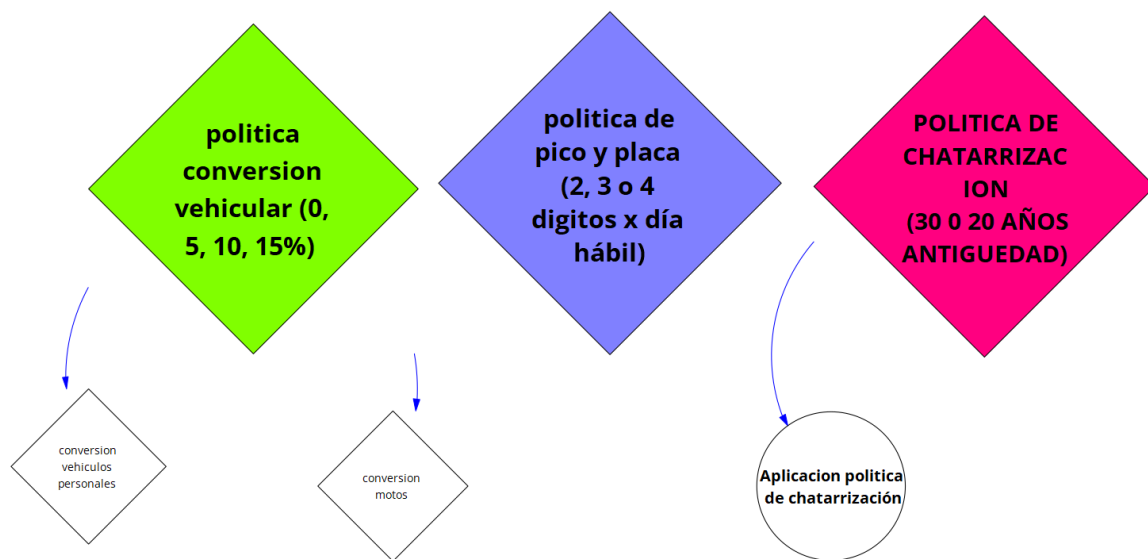 politica
conversion
vehicular (0,
5, 10, 15%)
politica de
pico y placa
(2, 3 o 4
digitos x día
hábil)
POLITICA DE
CHATARRIZAC
ION
(30 0 20 AÑOS
ANTIGUEDAD)
conversion
vehiculos
personales
conversion
motos
Aplicacion politica
de chatarrización